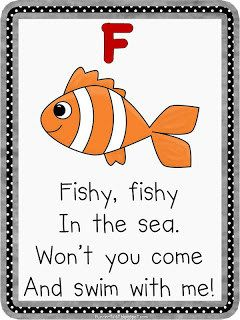 F
Fishy, fishy
In the sea.
Won't you come
And swim with me!